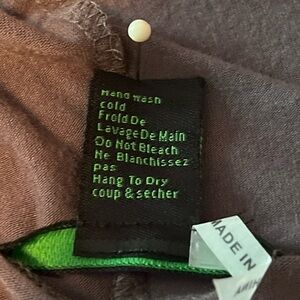 Hand wash
cold
Froid De
Lavage De Main
Do Not Bleach
Ne Blanchissez
pas
Hang To Dry
coup & secher
MADE IN